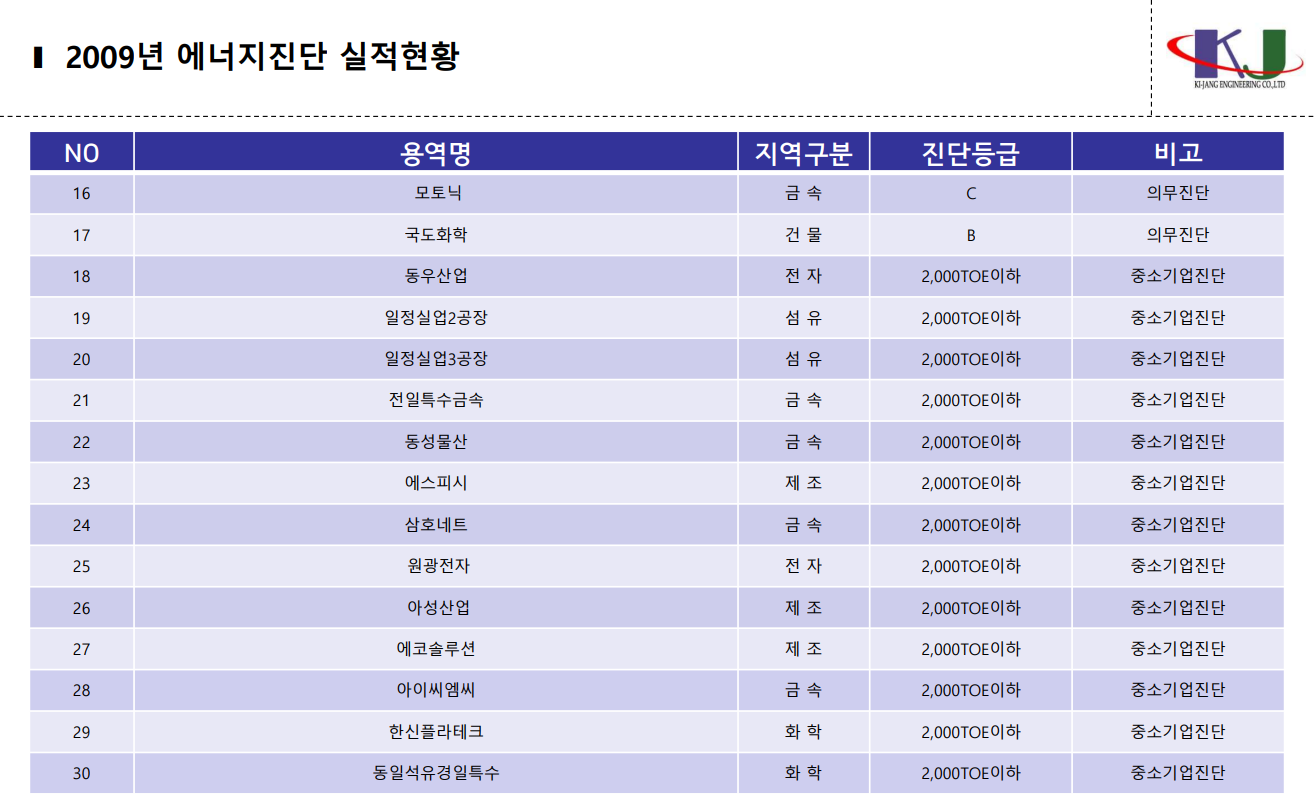 2009년 에너지진단 실적현황
KJ
KI-JANG ENGINEERING CO.,LTD
NO 용역명 지역구분 진단등급 비고
16 모토닉 금 속 C 의무진단
17 국도화학 건 물 B 의무진단
18 동우산업 전 자 2,000TOE이하 중소기업진단
19 일정실업2공장 섬 유 2,000TOE이하 중소기업진단
20 일정실업3공장 섬 유 2,000TOE이하 중소기업진단
21 전일특수금속 금 속 2,000TOE이하 중소기업진단
22 동성물산 금 속 2,000TOE이하 중소기업진단
23 에스피시 제 조 2,000TOE이하 중소기업진단
24 삼호네트 금 속 2,000TOE이하 중소기업진단
25 원광전자 전 자 2,000TOE이하 중소기업진단
26 아성산업 제 조 2,000TOE이하 중소기업진단
27 에코솔루션 제 조 2,000TOE이하 중소기업진단
28 아이씨엠씨 금 속 2,000TOE이하 중소기업진단
29 한신플라테크 화 학 2,000TOE이하 중소기업진단
30 동일석유경일특수 화 학 2,000TOE이하 중소기업진단